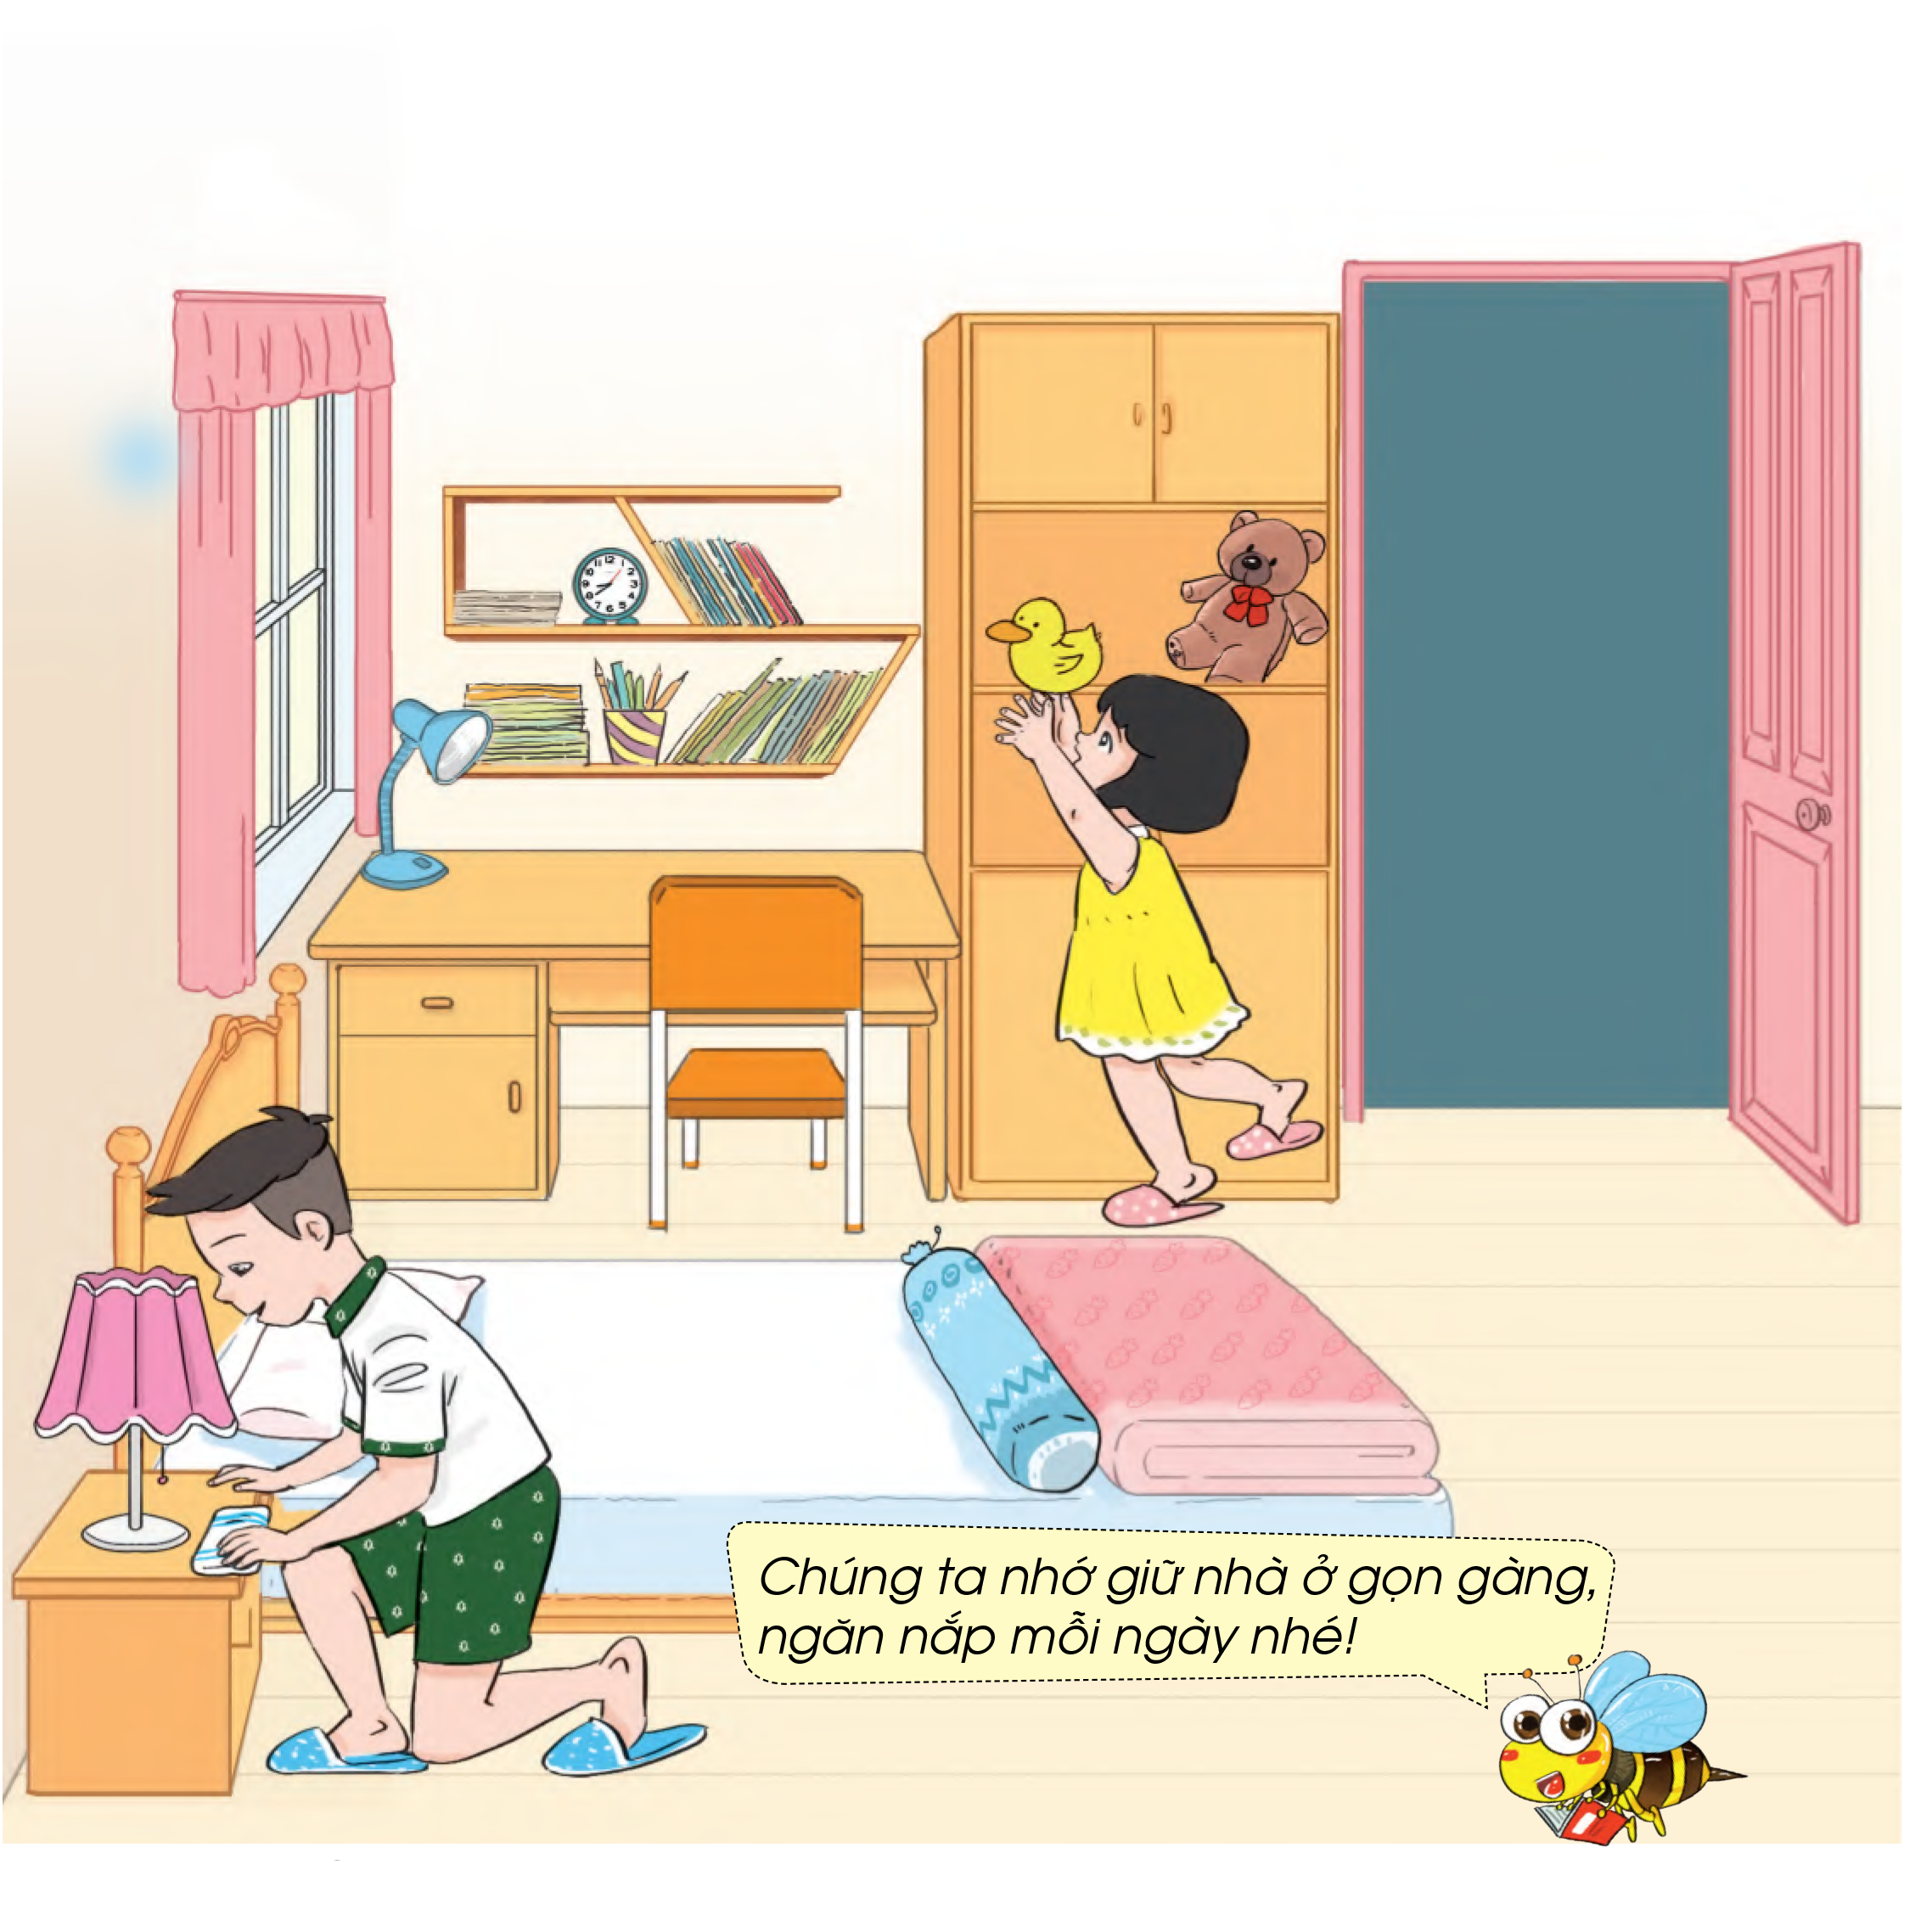 Chúng ta nhớ giữ nhà ở gọn gàng,
ngăn nắp mỗi ngày nhé!